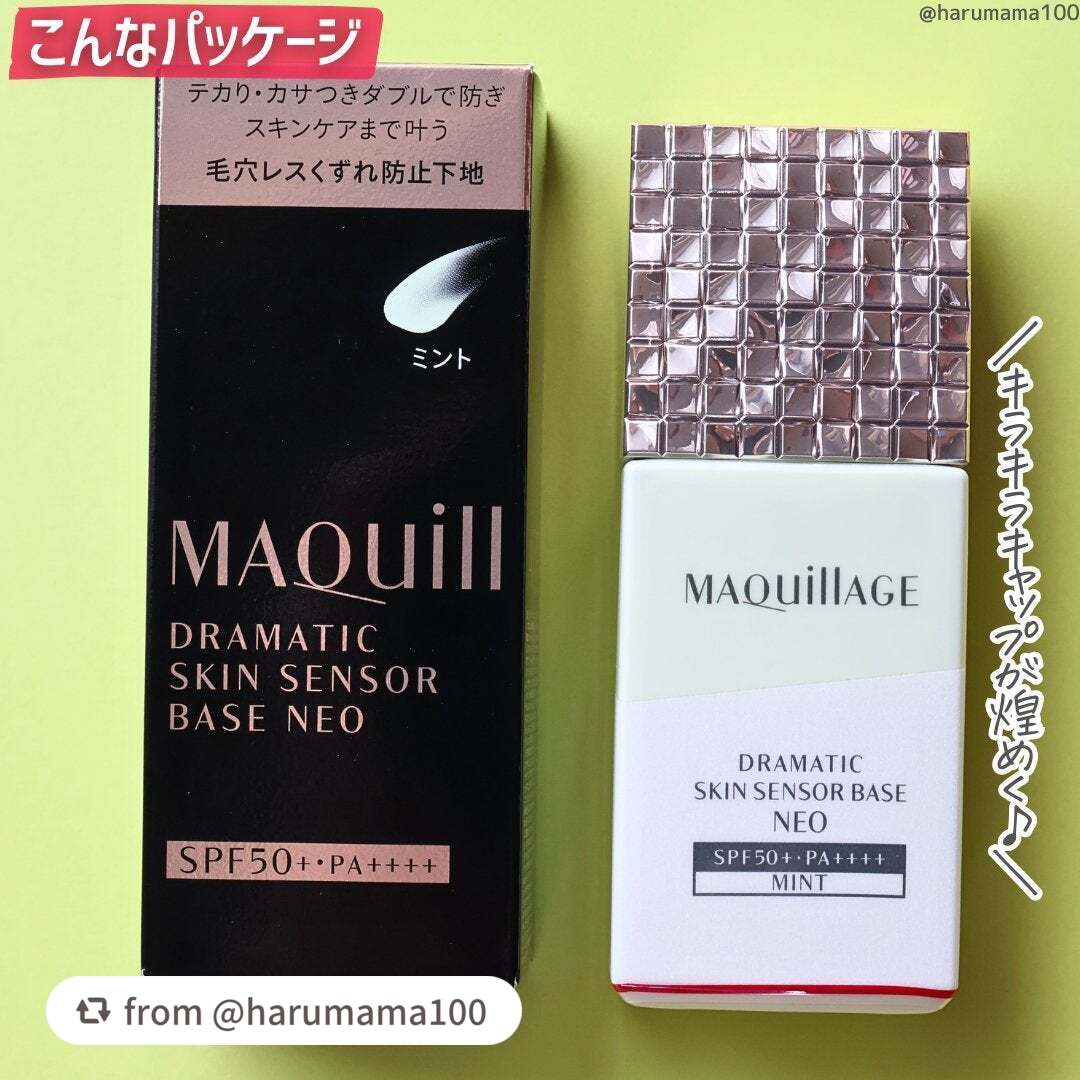 こんなパッケージ
@harumama100
テカり・カサつきダブルで防ぎ
スキンケアまで叶う
毛穴レスくずれ防止下地
ミント
MAQuill
DRAMATIC
SKIN SENSOR
BASE NEO
SPF50+・PA++++
MAQuillAGE
DRAMATIC
SKIN SENSOR BASE
NEO
SPF50+・PA++++
MINT
キラキラキャップが煌めく♪
from @harumama100